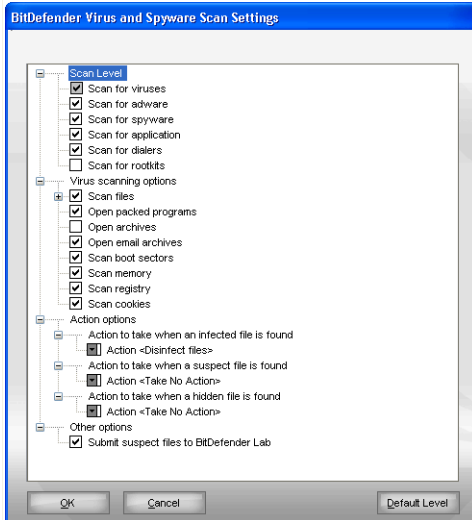 BitDefender Virus and Spyware Scan Settings
Scan Level
Scan for viruses
Scan for adware
Scan for spyware
Scan for application
Scan for dialers
Scan for rootkits
Virus scanning options
Scan files
Open packed programs
Open archives
Open email archives
Scan boot sectors
Scan memory
Scan registry
Scan cookies
Action options
Action to take when an infected file is found
Action <Disinfect files>
Action to take when a suspect file is found
Action <Take No Action>
Action to take when a hidden file is found
Action <Take No Action>
Other options
Submit suspect files to BitDefender Lab
OK Cancel Default Level